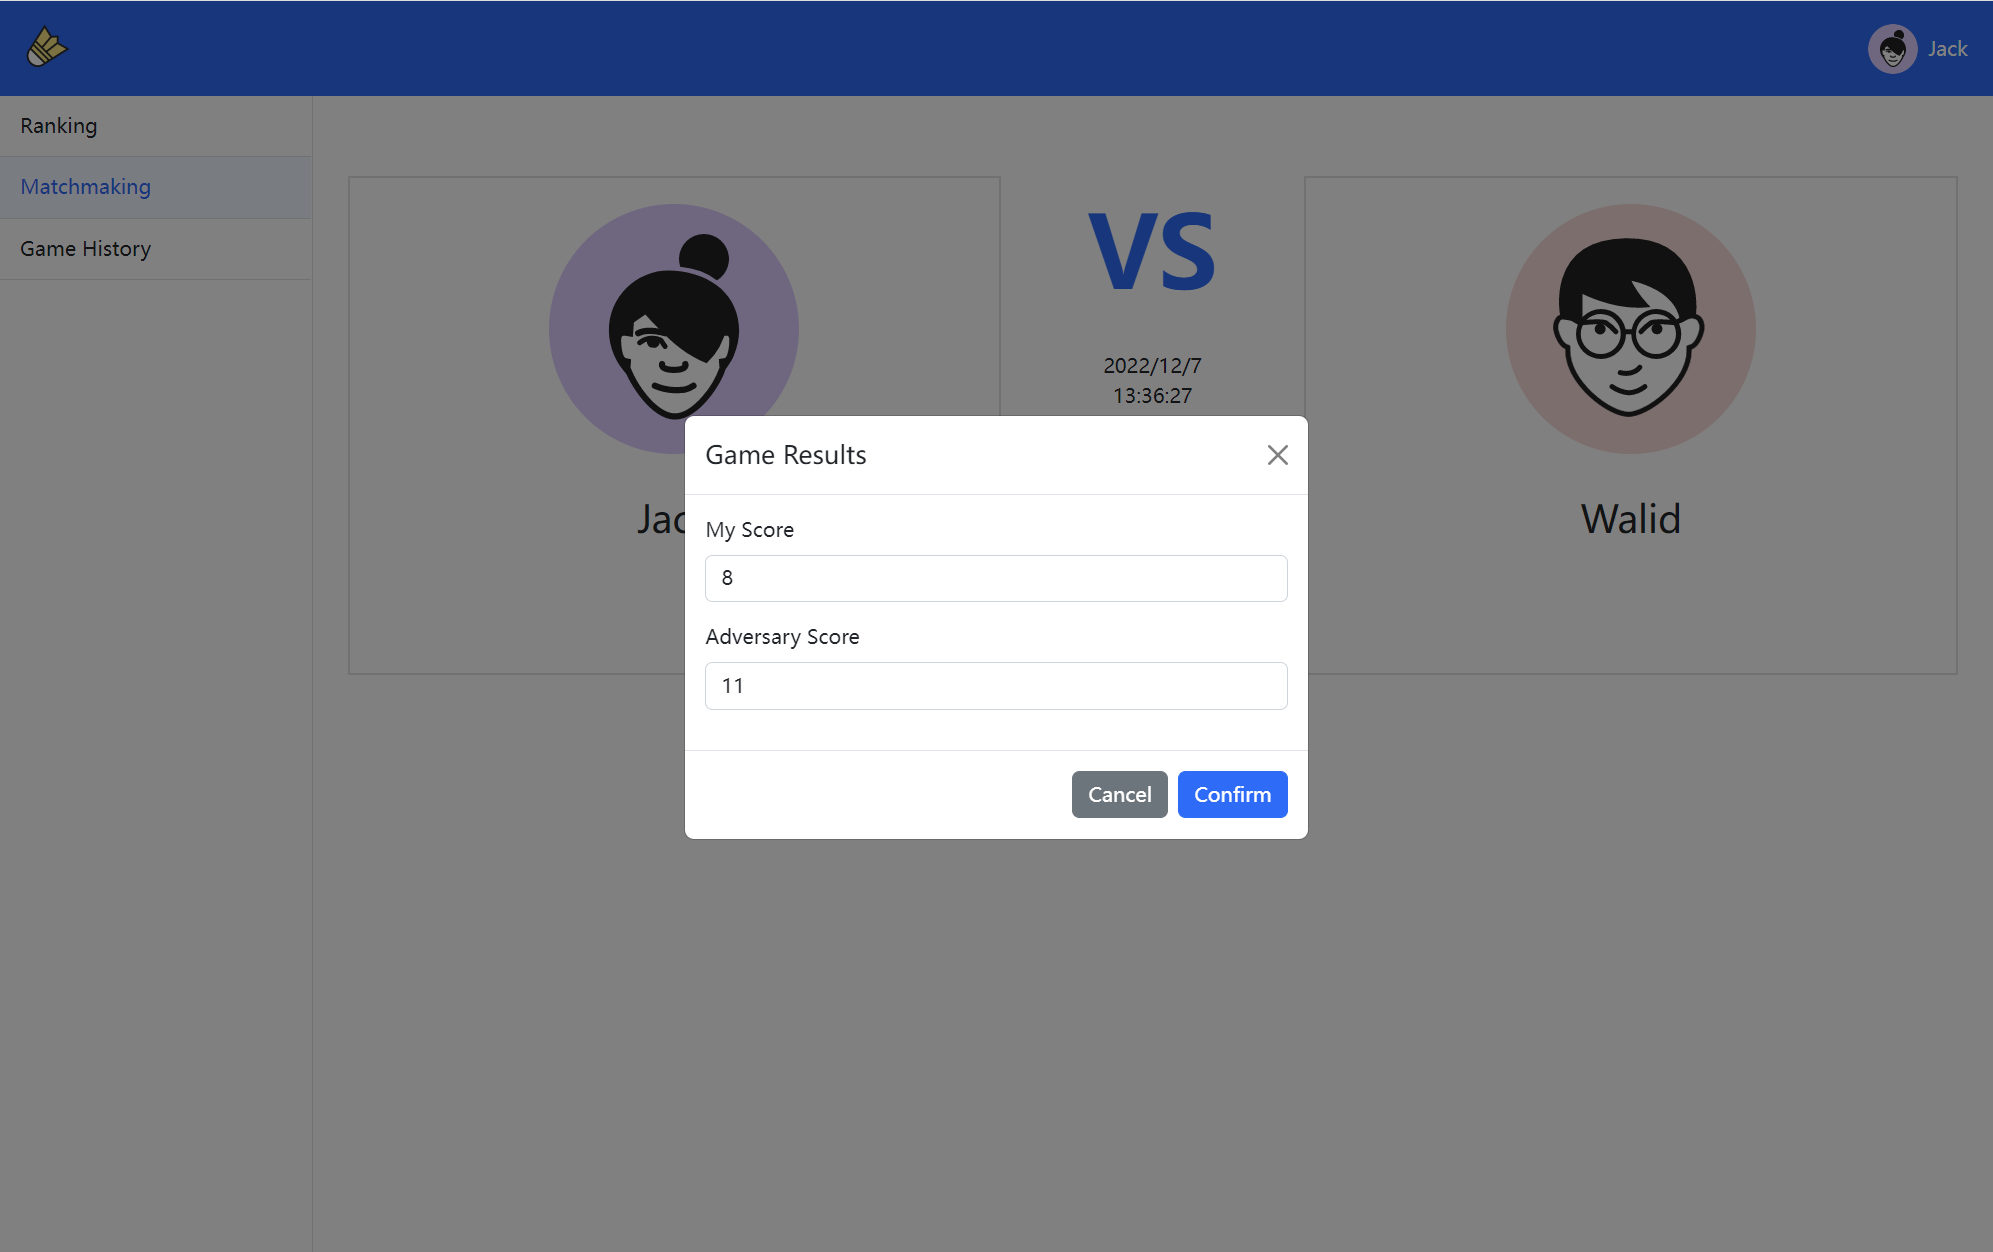 Jack
Ranking
Matchmaking
Game History
VS
2022/12/7
13:36:27
Jac
Walid
Game Results
My Score
8
Adversary Score
11
Cancel
Confirm